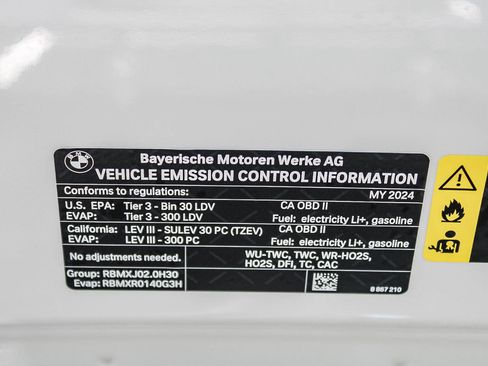 BMW
Bayerische Motoren Werke AG
VEHICLE EMISSION CONTROL INFORMATION
Conforms to regulations: MY 2024
U.S. EPA: Tier 3 - Bin 30 LDV CA OBD II
EVAP: Tier 3 - 300 LDV Fuel: electricity Li+, gasoline
California: LEV III - SULEV 30 PC (TZEV) CA OBD II
EVAP: LEV III - 300 PC Fuel: electricity Li+, gasoline
No adjustments needed. WU-TWC, TWC, WR-HO2S,
HO2S, DFI, TC, CAC
Group: RBMXJ02.0H30
Evap: RBMXR0140G3H 8 867 210